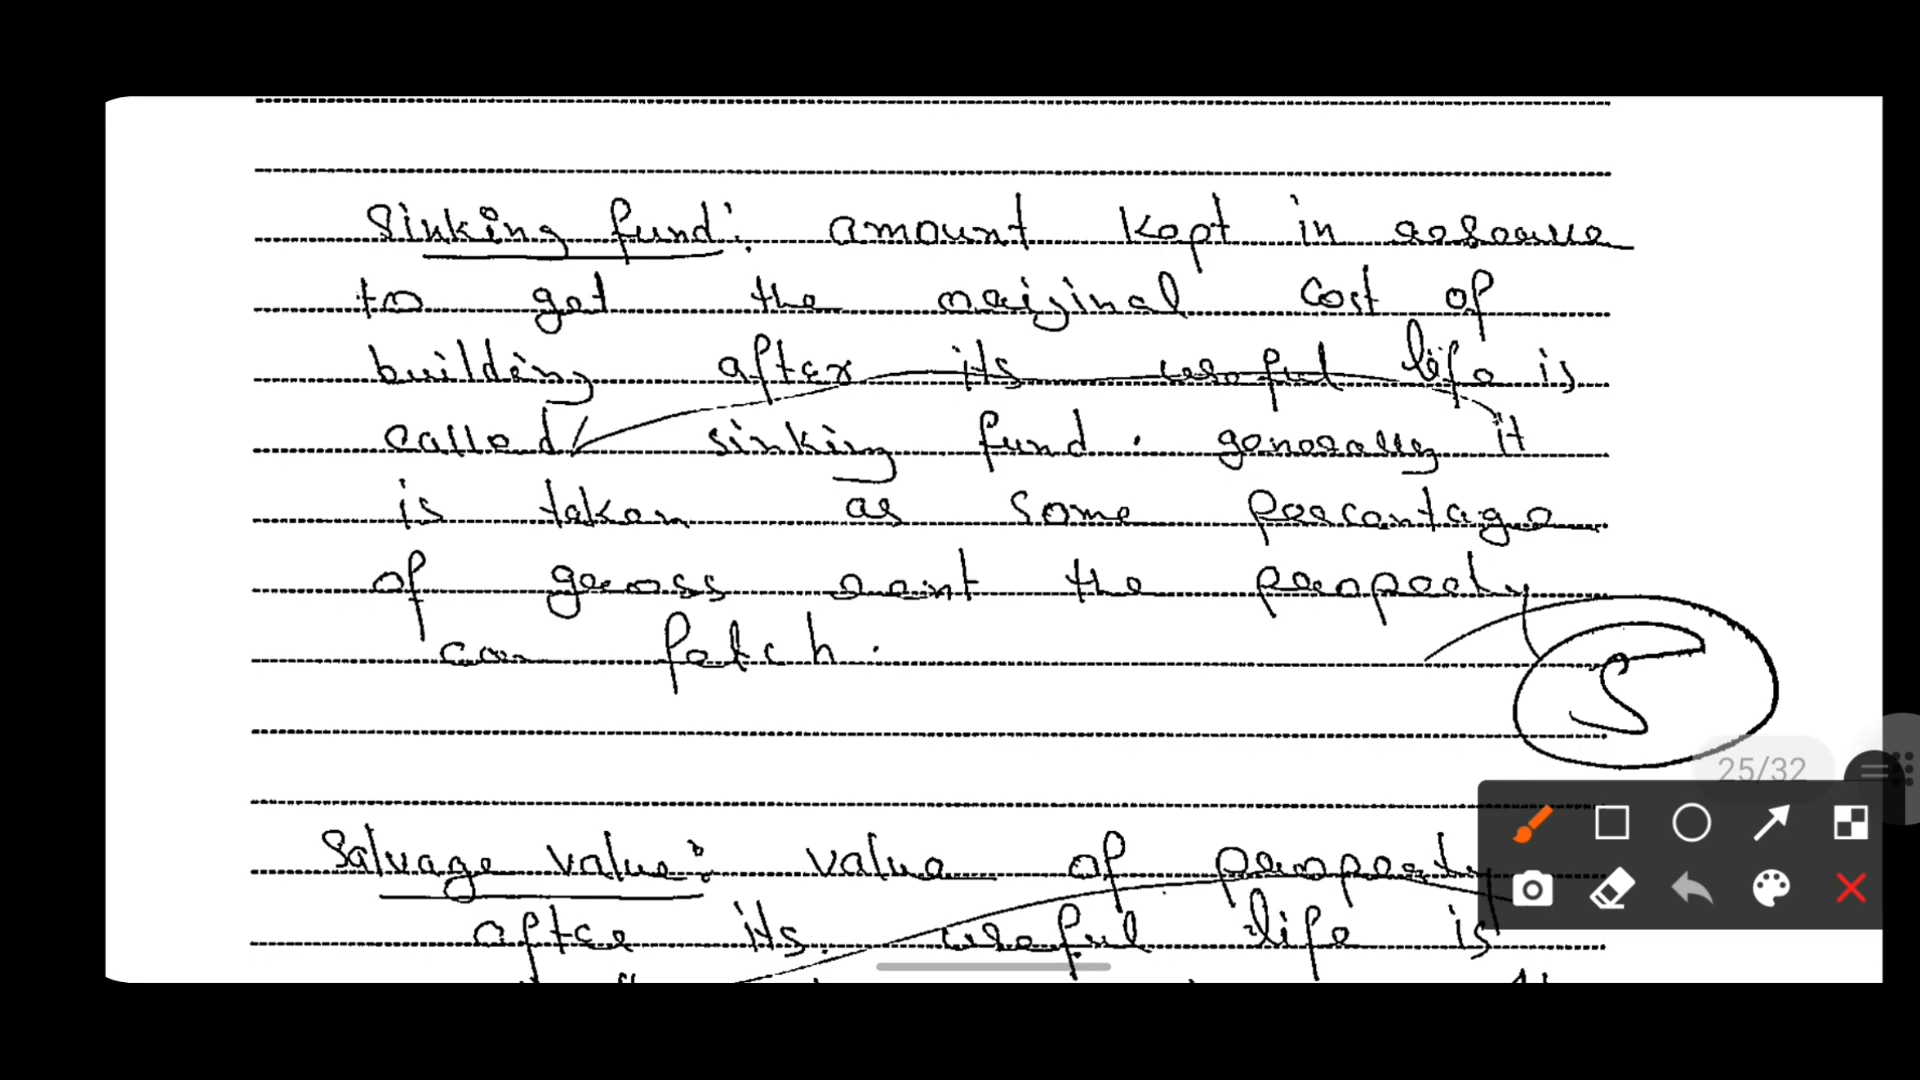 Sinking fund: amount kept in reserve
to get the original cost of
building after its useful life is
called sinking fund. generally it
is taken as some percentage
of gross rent the property
can fetch.
5
25/32
Salvage value: value of property
after its useful life is